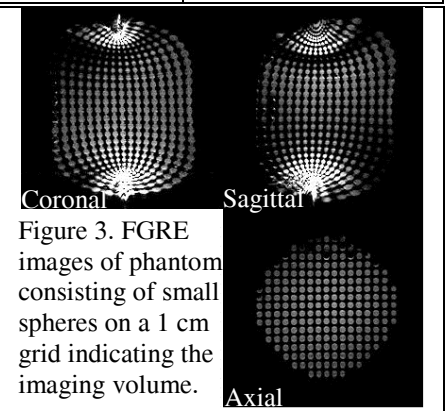 Coronal
Sagittal
Figure 3. FGRE
images of phantom
consisting of small
spheres on a 1 cm
grid indicating the
imaging volume.
Axial